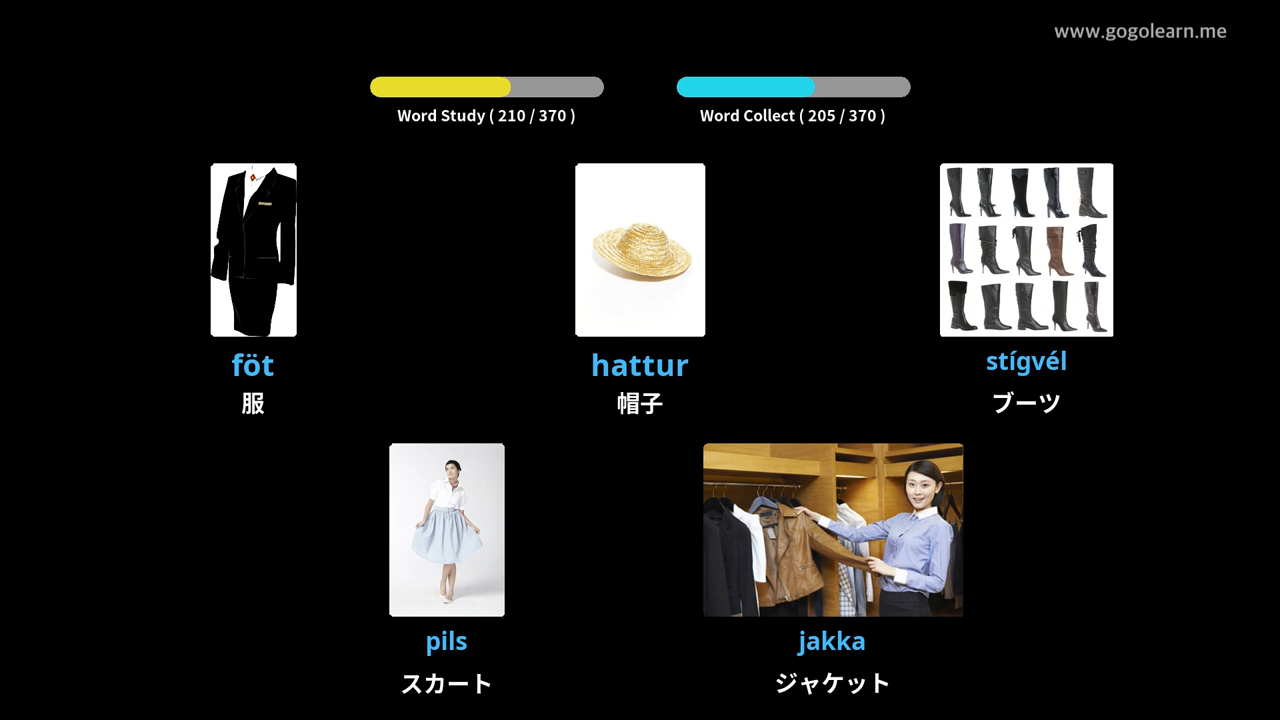 www.gogolearn.me
Word Study ( 210 / 370 )
Word Collect ( 205 / 370 )
föt
服
hattur
帽子
stígvél
ブーツ
pils
スカート
jakka
ジャケット